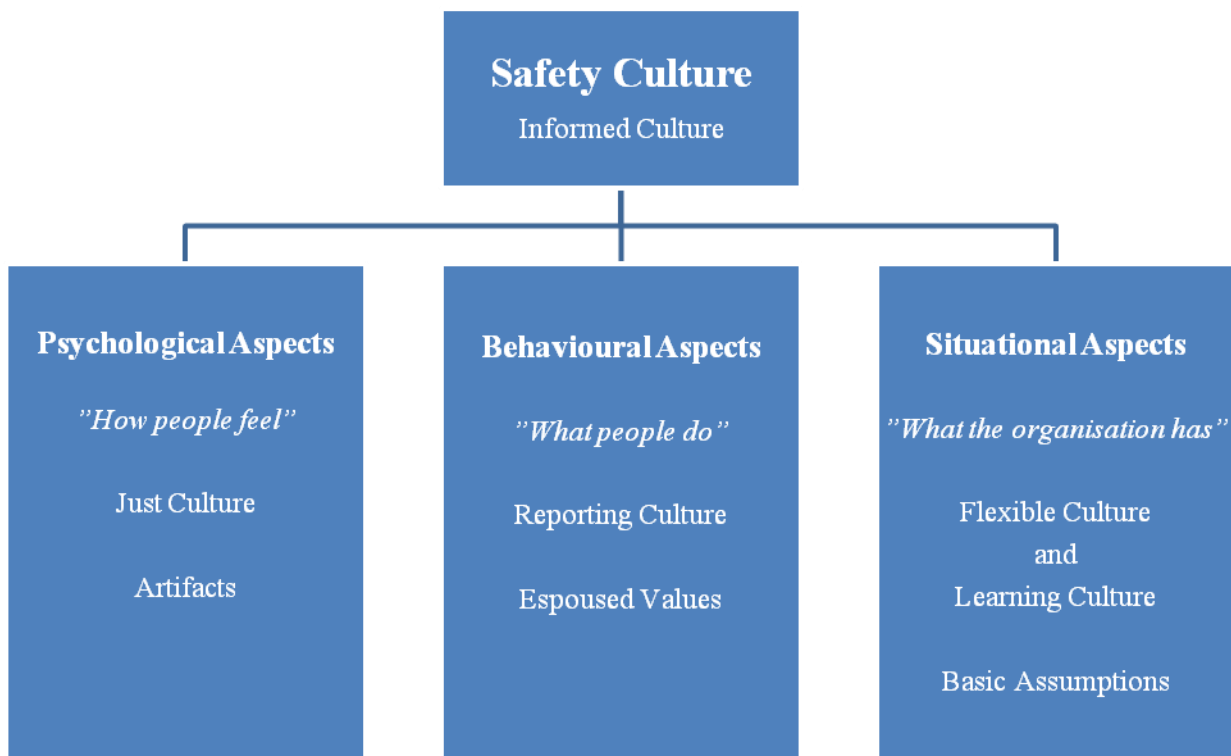 Safety Culture
Informed Culture
Psychological Aspects
”How people feel”
Just Culture
Artifacts
Behavioural Aspects
”What people do”
Reporting Culture
Espoused Values
Situational Aspects
”What the organisation has”
Flexible Culture
and
Learning Culture
Basic Assumptions